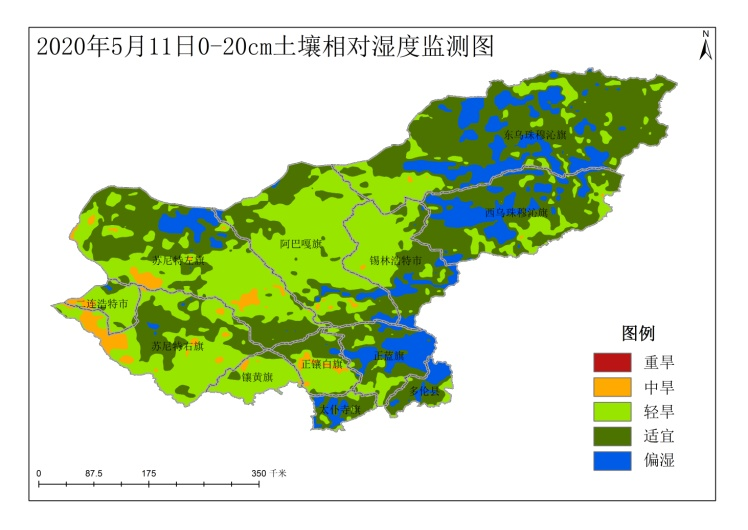 2020年5月11日0-20cm土壤相对湿度监测图
N
东乌珠穆沁旗
西乌珠穆沁旗
阿巴嘎旗
苏尼特左旗
锡林浩特市
二连浩特市
苏尼特右旗
正镶白旗
正蓝旗
镶黄旗
多伦县
太仆寺旗
图例
重旱
中旱
轻旱
适宜
偏湿
0 87.5 175 350 千米